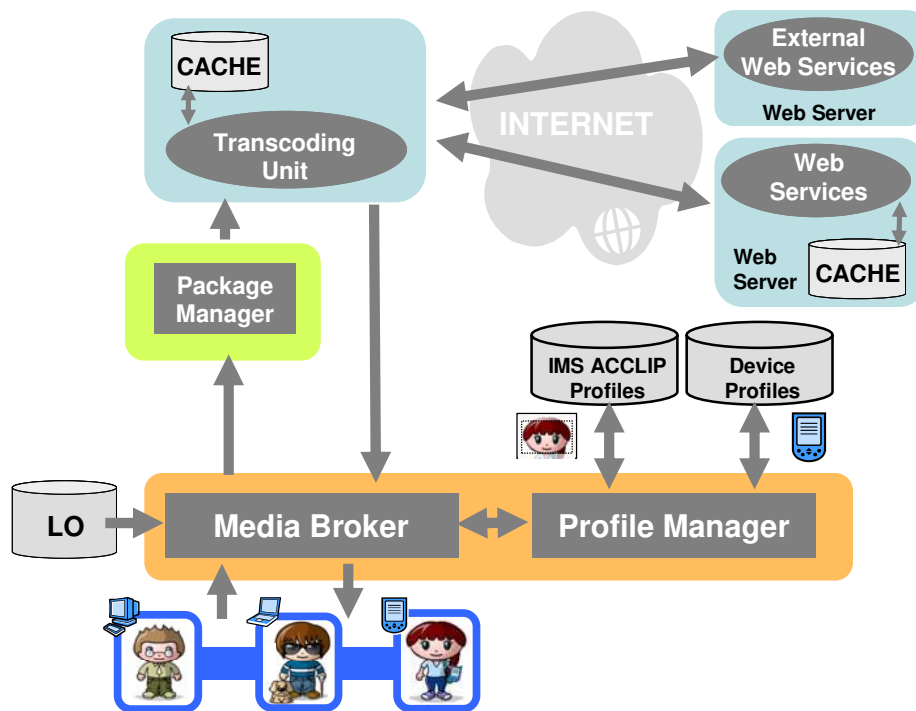 CACHE
Transcoding
Unit
INTERNET
External
Web Services
Web Server
Web
Services
Web
Server
CACHE
Package
Manager
IMS ACCLIP
Profiles
Device
Profiles
LO
Media Broker
Profile Manager